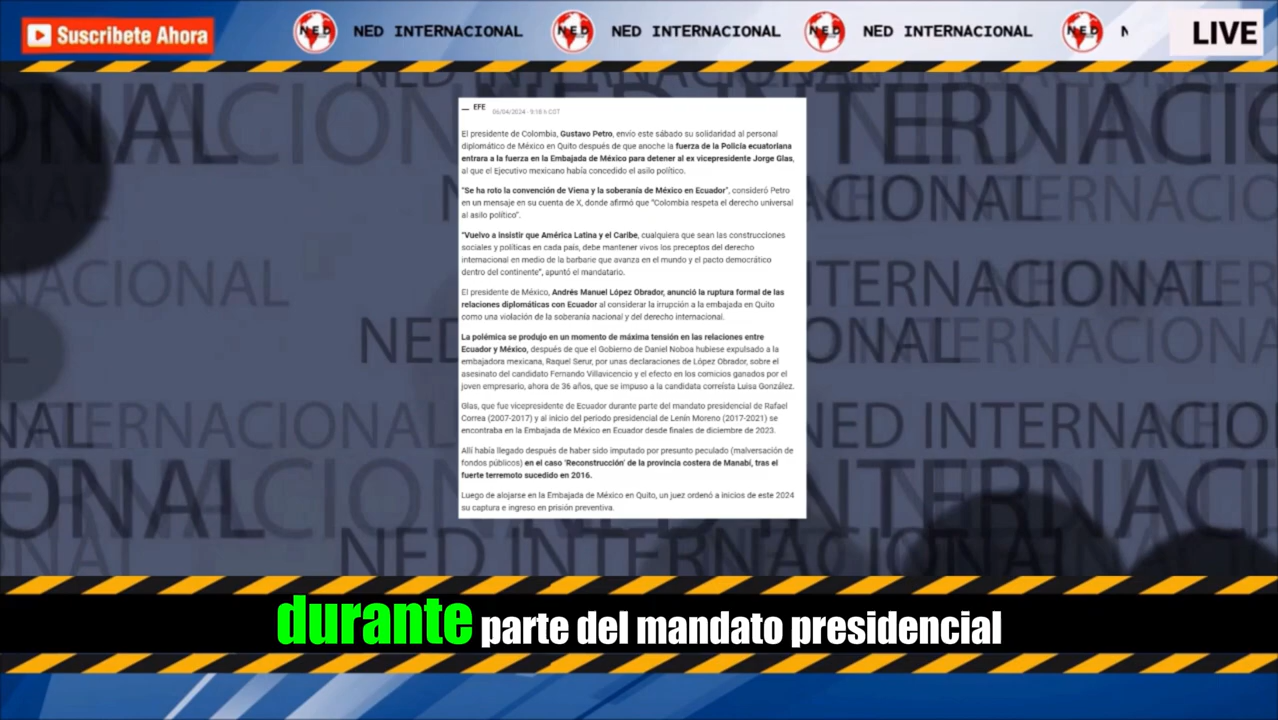 Suscribete Ahora
NED NED INTERNACIONAL NED NED INTERNACIONAL NED NED INTERNACIONAL NED
LIVE
EFE
06/04/2024 - 9:18 h COT
El presidente de Colombia, Gustavo Petro, envío este sábado su solidaridad al personal
diplomático de México en Quito después de que anoche la fuerza de la Policía ecuatoriana
entrara a la fuerza en la Embajada de México para detener al ex vicepresidente Jorge Glas,
al que el Ejecutivo mexicano había concedido el asilo político.
"Se ha roto la convención de Viena y la soberanía de México en Ecuador", consideró Petro
en un mensaje en su cuenta de X, donde afirmó que "Colombia respeta el derecho universal
al asilo político".
"Vuelvo a insistir que América Latina y el Caribe, cualquiera que sean las construcciones
sociales y políticas en cada país, debe mantener vivos los preceptos del derecho
internacional en medio de la barbarie que avanza en el mundo y el pacto democrático
dentro del continente", apuntó el mandatario.
El presidente de México, Andrés Manuel López Obrador, anunció la ruptura formal de las
relaciones diplomáticas con Ecuador al considerar la irrupción a la embajada en Quito
como una violación de la soberanía nacional y del derecho internacional.
La polémica se produjo en un momento de máxima tensión en las relaciones entre
Ecuador y México, después de que el Gobierno de Daniel Noboa hubiese expulsado a la
embajadora mexicana, Raquel Serur, por unas declaraciones de López Obrador, sobre el
asesinato del candidato Fernando Villavicencio y el efecto en los comicios ganados por el
joven empresario, ahora de 36 años, que se impuso a la candidata correísta Luisa González.
Glas, que fue vicepresidente de Ecuador durante parte del mandato presidencial de Rafael
Correa (2007-2017) y al inicio del periodo presidencial de Lenín Moreno (2017-2021) se
encontraba en la Embajada de México en Ecuador desde finales de diciembre de 2023.
Allí había llegado después de haber sido imputado por presunto peculado (malversación de
fondos públicos) en el caso 'Reconstrucción' de la provincia costera de Manabí, tras el
fuerte terremoto sucedido en 2016.
Luego de alojarse en la Embajada de México en Quito, un juez ordenó a inicios de este 2024
su captura e ingreso en prisión preventiva.
durante parte del mandato presidencial